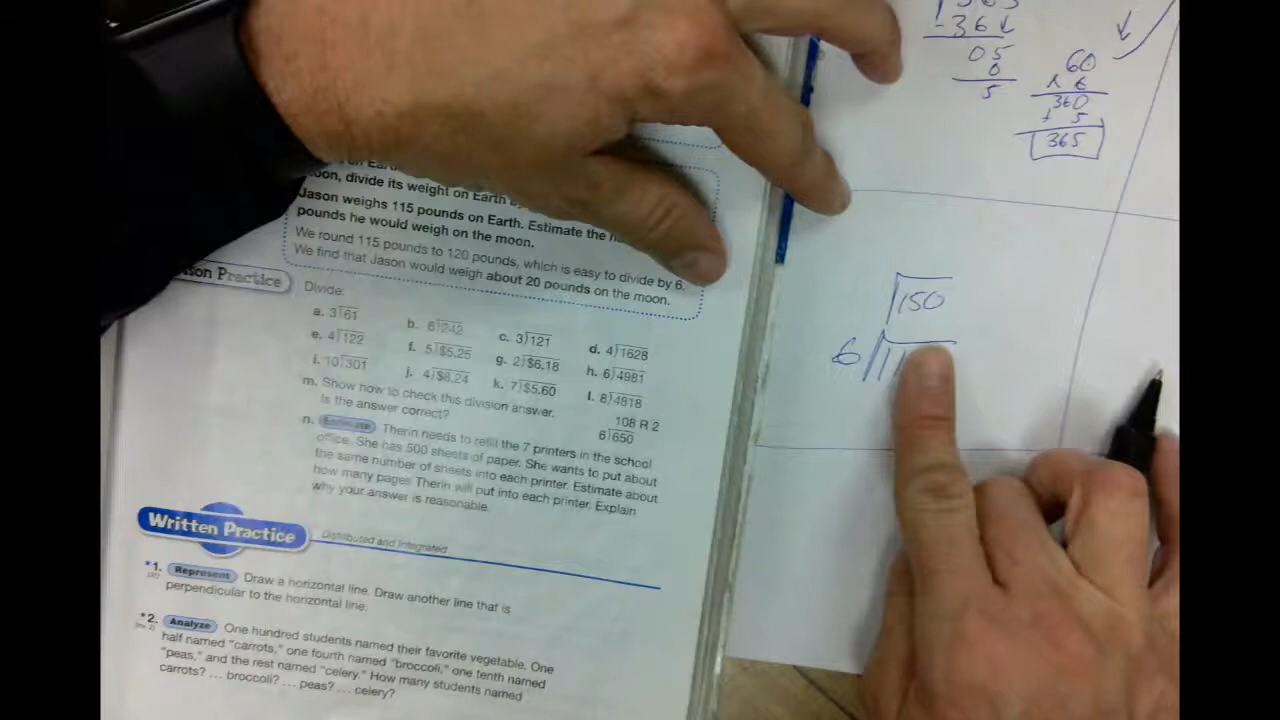 on Earth
moon, divide its weight on Earth
Jason weighs 115 pounds on Earth. Estimate the
pounds he would weigh on the moon.
We round 115 pounds to 120 pounds, which is easy to divide by 6.
We find that Jason would weigh about 20 pounds on the moon.
Practice
Divide:
a. 3)61 b. 6)242 c. 3)121 d. 4)1628
e. 4)122 f. 5)$5.25 g. 2)$6.18 h. 6)4981
i. 10)301 j. 4)$8.24 k. 7)$5.60 l. 8)4818
m. Show how to check this division answer.
Is the answer correct?
108 R 2
6)650
n. Estimate Therin needs to refill the 7 printers in the school
office. She has 500 sheets of paper. She wants to put about
the same number of sheets into each printer. Estimate about
how many pages Therin will put into each printer. Explain
why your answer is reasonable.
Written Practice Distributed and Integrated
*1. Represent Draw a horizontal line. Draw another line that is
perpendicular to the horizontal line.
*2. Analyze One hundred students named their favorite vegetable. One
half named "carrots," one fourth named "broccoli," one tenth named
"peas," and the rest named "celery." How many students named
carrots? … broccoli? … peas? … celery?
-36↓
05
0
5
60
x 6
360
+ 5
365
150
6)11